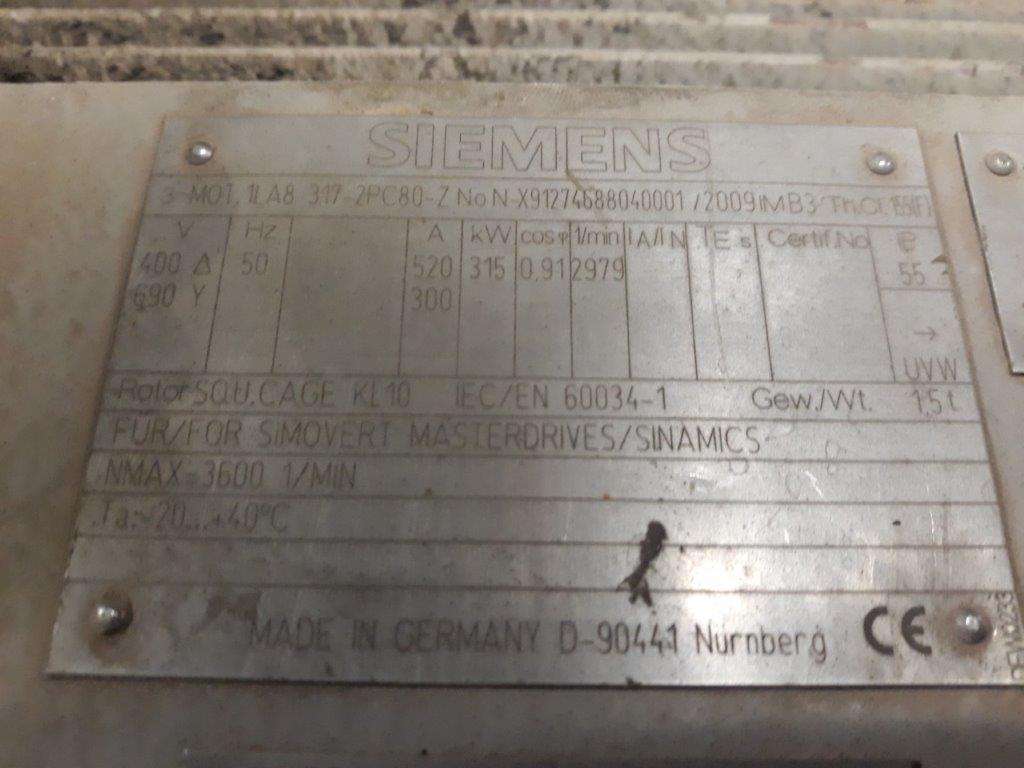 SIEMENS
3-MOT. 1LA8 317-2PC80-Z No N-X91274688040001 /2009 IM B3 Th.Cl.155(F)
V Hz A kW cosφ 1/min IA/IN TE s Certif.No IP
400 Δ 50 520 315 0,91 2979 55
690 Y 300
→
UVW
Rotor SQU.CAGE KL10 IEC/EN 60034-1 Gew./Wt. 1,5 t
FÜR/FOR SIMOVERT MASTERDRIVES/SINAMICS
NMAX=3600 1/MIN
Ta:-20...+40°C
MADE IN GERMANY D-90441 Nürnberg CE